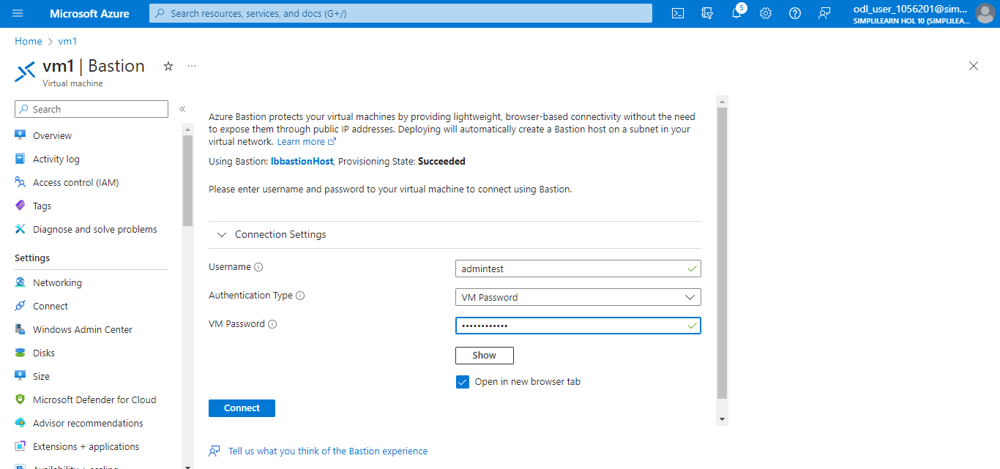 Microsoft Azure
Search resources, services, and docs (G+/)
5
odl_user_1056201@sim...
SIMPLILEARN HOL 10 (SIMPLILEA...
Home > vm1
vm1 | Bastion
Virtual machine
Search
Overview
Activity log
Access control (IAM)
Tags
Diagnose and solve problems
Settings
Networking
Connect
Windows Admin Center
Disks
Size
Microsoft Defender for Cloud
Advisor recommendations
Extensions + applications
Availability + scaling
Azure Bastion protects your virtual machines by providing lightweight, browser-based connectivity without the need
to expose them through public IP addresses. Deploying will automatically create a Bastion host on a subnet in your
virtual network. Learn more
Using Bastion: lbbastionHost, Provisioning State: Succeeded
Please enter username and password to your virtual machine to connect using Bastion.
Connection Settings
Username
admintest
Authentication Type
VM Password
VM Password
••••••••••••
Show
Open in new browser tab
Connect
Tell us what you think of the Bastion experience